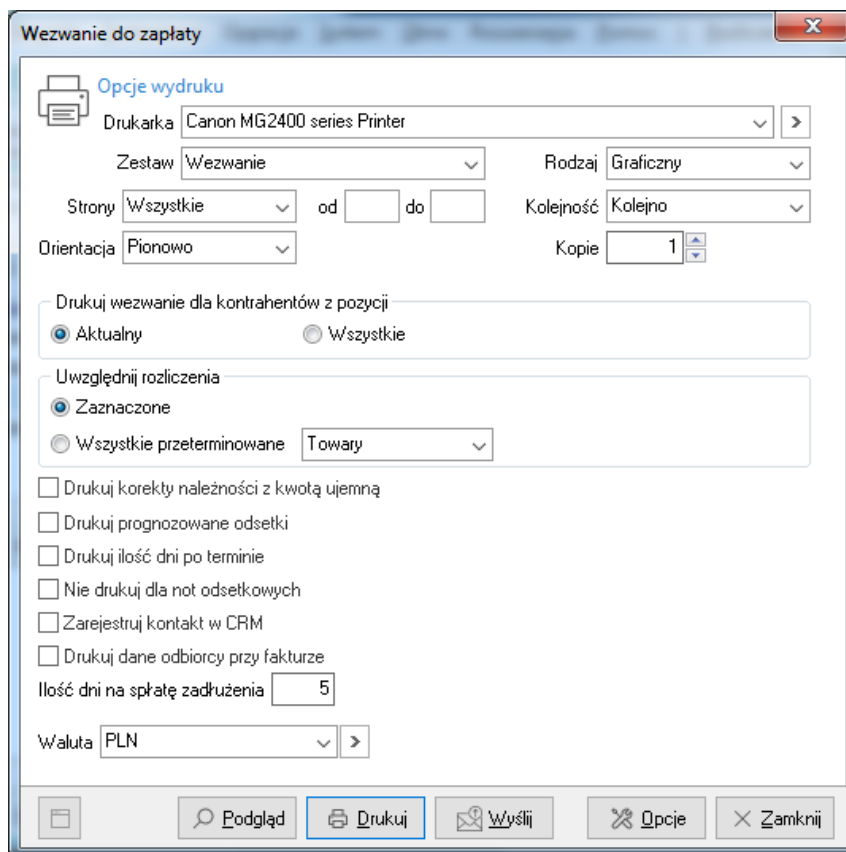 Wezwanie do zapłaty
Opcje wydruku
Drukarka Canon MG2400 series Printer
Zestaw Wezwanie Rodzaj Graficzny
Strony Wszystkie od do Kolejność Kolejno
Orientacja Pionowo Kopie 1
Drukuj wezwanie dla kontrahentów z pozycji
Aktualny Wszystkie
Uwzględnij rozliczenia
Zaznaczone
Wszystkie przeterminowane Towary
Drukuj korekty należności z kwotą ujemną
Drukuj prognozowane odsetki
Drukuj ilość dni po terminie
Nie drukuj dla not odsetkowych
Zarejestruj kontakt w CRM
Drukuj dane odbiorcy przy fakturze
Ilość dni na spłatę zadłużenia 5
Waluta PLN
Podgląd Drukuj Wyślij Opcje Zamknij